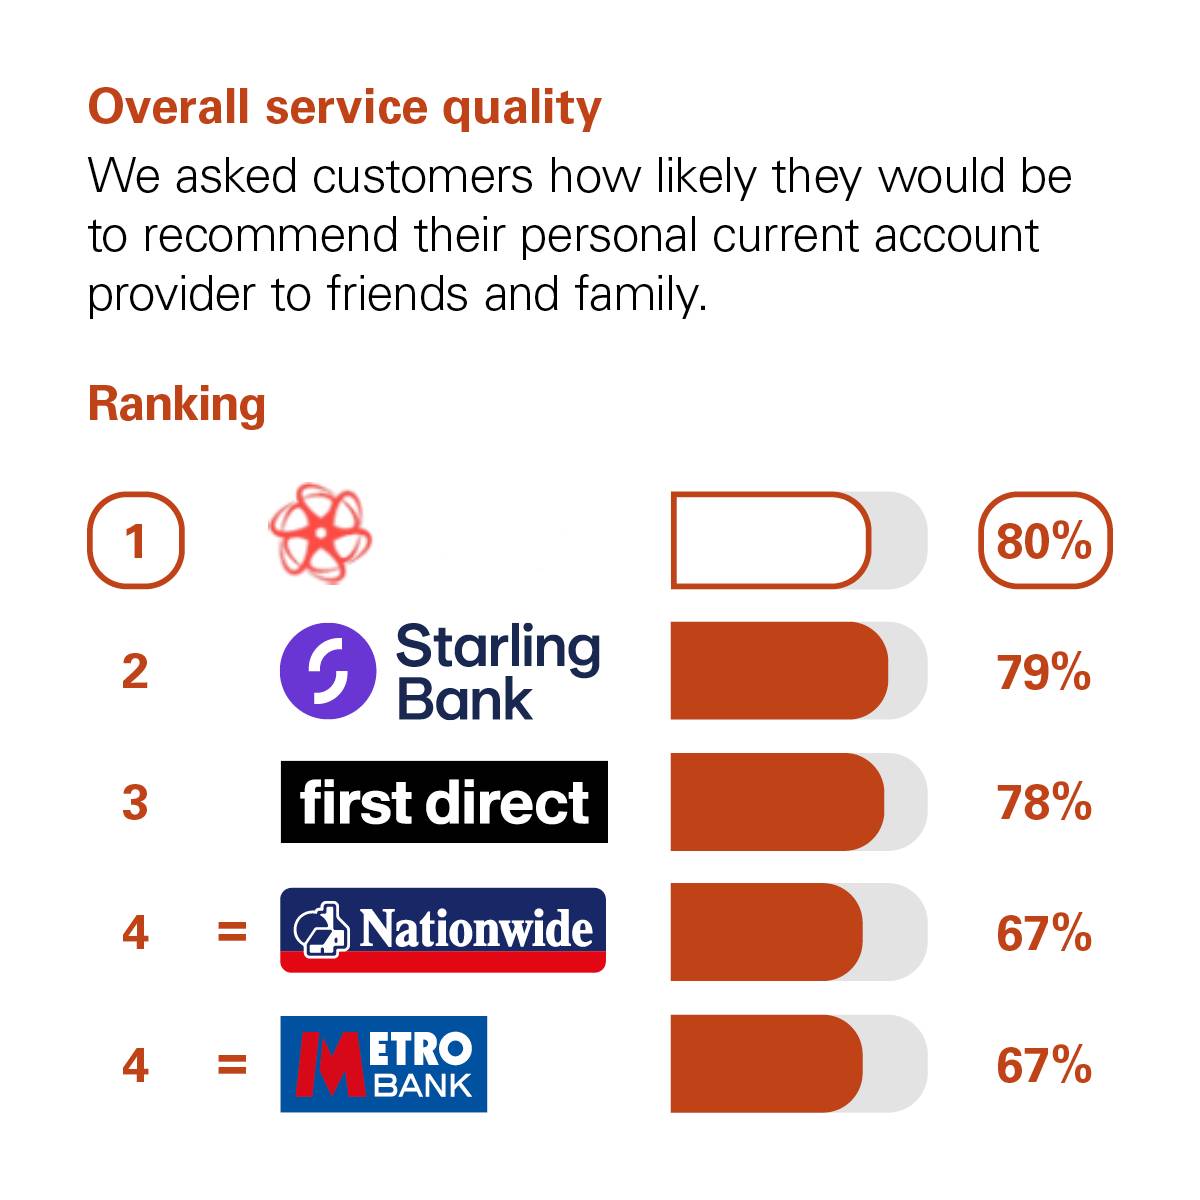 Overall service quality
We asked customers how likely they would be
to recommend their personal current account
provider to friends and family.
Ranking
1 80%
2 Starling Bank 79%
3 first direct 78%
4 = Nationwide 67%
4 = METRO BANK 67%